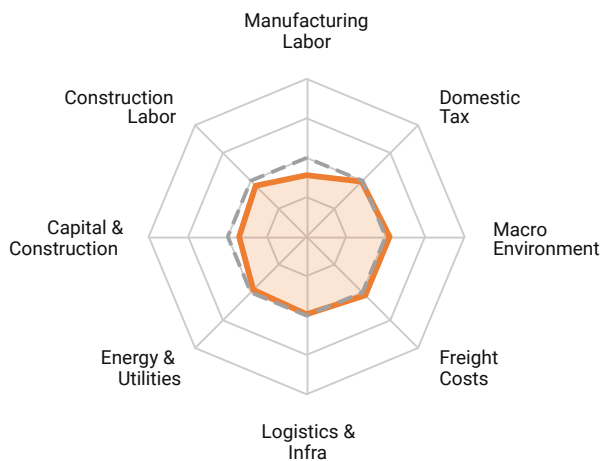 Manufacturing
Labor
Domestic
Tax
Macro
Environment
Freight
Costs
Logistics &
Infra
Energy &
Utilities
Capital &
Construction
Construction
Labor